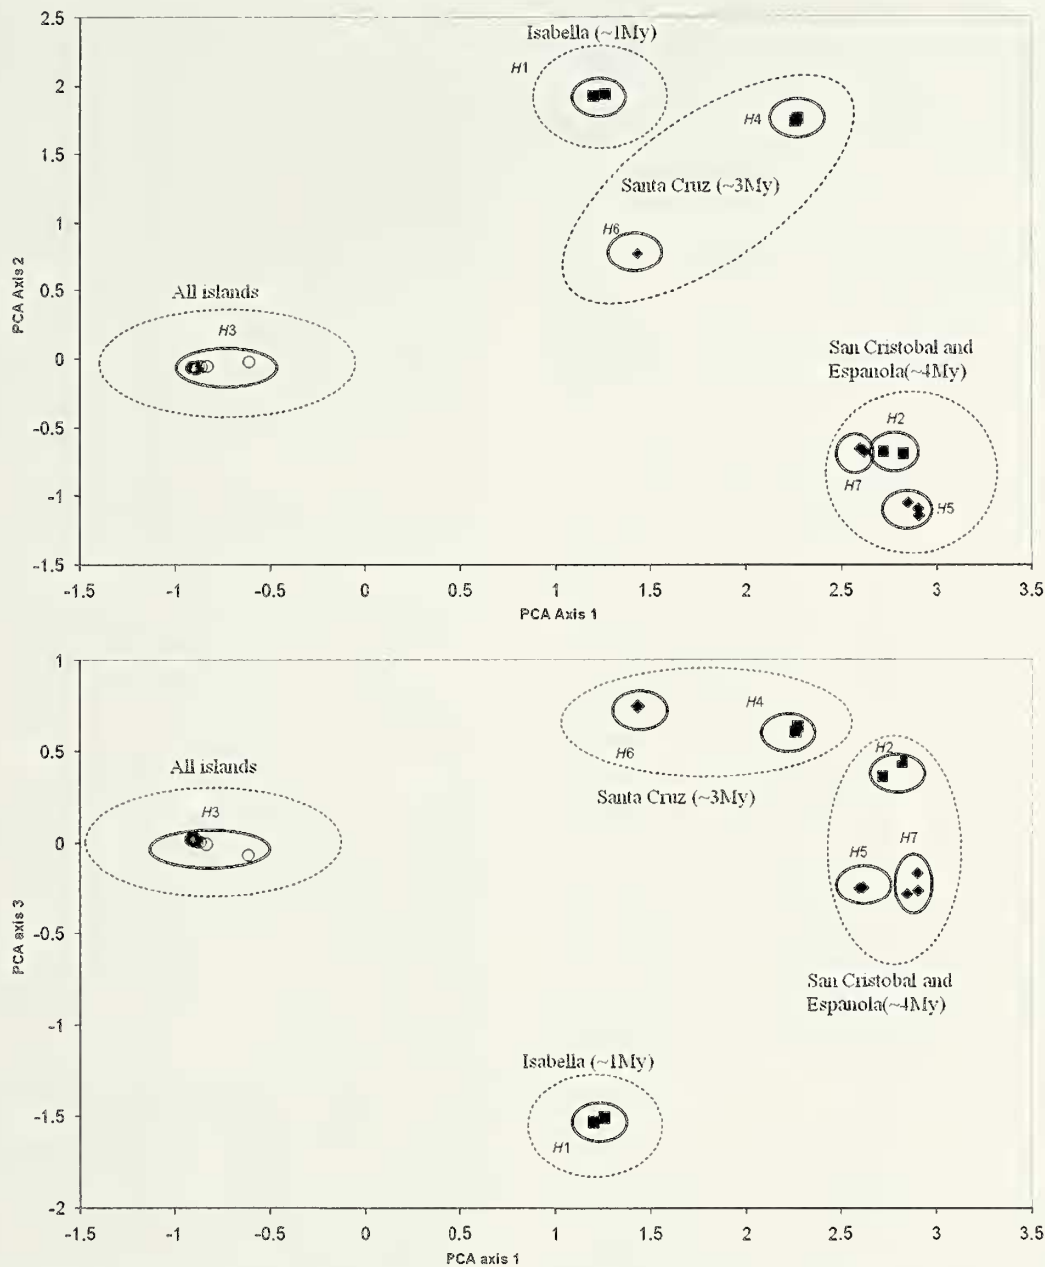 2.5
2
1.5
1
0.5
0
-0.5
-1
-1.5
PCA Axis 2
Isabella (~1My)
H1
H4
Santa Cruz (~3My)
H6
All islands
H3
San Cristobal and
Espanola(~4My)
H2
H7
H5
-1.5 -1 -0.5 0 0.5 1 1.5 2 2.5 3 3.5
PCA Axis 1
1
0.5
0
-0.5
-1
-1.5
-2
PCA axis 3
H4
H6
Santa Cruz (~3My)
H2
All islands
H3
H5 H7
San Cristobal and
Espanola(~4My)
Isabella (~1My)
H1
-1.5 -1 -0.5 0 0.5 1 1.5 2 2.5 3 3.5
PCA axis 1